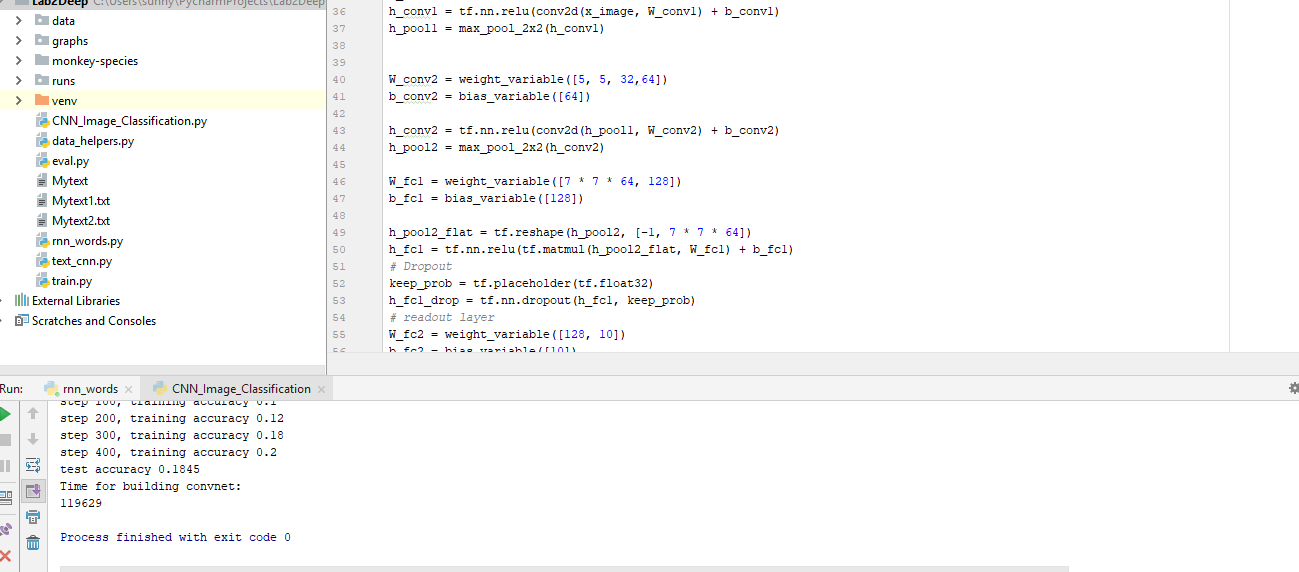 Lab2Deep C:\Users\sunny\PycharmProjects\Lab2Deep
data
graphs
monkey-species
runs
venv
CNN_Image_Classification.py
data_helpers.py
eval.py
Mytext
Mytext1.txt
Mytext2.txt
rnn_words.py
text_cnn.py
train.py
External Libraries
Scratches and Consoles
36 h_conv1 = tf.nn.relu(conv2d(x_image, W_conv1) + b_conv1)
37 h_pool1 = max_pool_2x2(h_conv1)
38
39
40 W_conv2 = weight_variable([5, 5, 32,64])
41 b_conv2 = bias_variable([64])
42
43 h_conv2 = tf.nn.relu(conv2d(h_pool1, W_conv2) + b_conv2)
44 h_pool2 = max_pool_2x2(h_conv2)
45
46 W_fc1 = weight_variable([7 * 7 * 64, 128])
47 b_fc1 = bias_variable([128])
48
49 h_pool2_flat = tf.reshape(h_pool2, [-1, 7 * 7 * 64])
50 h_fc1 = tf.nn.relu(tf.matmul(h_pool2_flat, W_fc1) + b_fc1)
51 # Dropout
52 keep_prob = tf.placeholder(tf.float32)
53 h_fc1_drop = tf.nn.dropout(h_fc1, keep_prob)
54 # readout layer
55 W_fc2 = weight_variable([128, 10])
56 b_fc2 = bias_variable([10])
Run: rnn_words CNN_Image_Classification
step 100, training accuracy 0.1
step 200, training accuracy 0.12
step 300, training accuracy 0.18
step 400, training accuracy 0.2
test accuracy 0.1845
Time for building convnet:
119629
Process finished with exit code 0